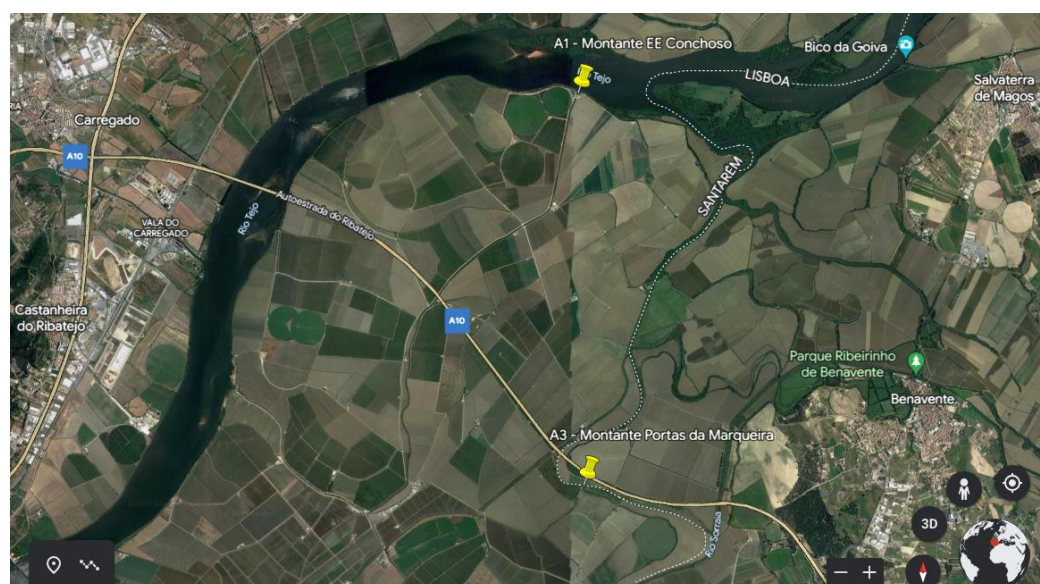 A1 - Montante EE Conchoso
Bico da Goiva
Tejo
LISBOA
Salvaterra
de Magos
Carregado
A10
SANTARÉM
Autoestrada do Ribatejo
Rio Tejo
VALA DO
CARREGADO
Castanheira
do Ribatejo
A10
Parque Ribeirinho
de Benavente
Benavente
A3 - Montante Portas da Marqueira
Rio Sorraia
3D